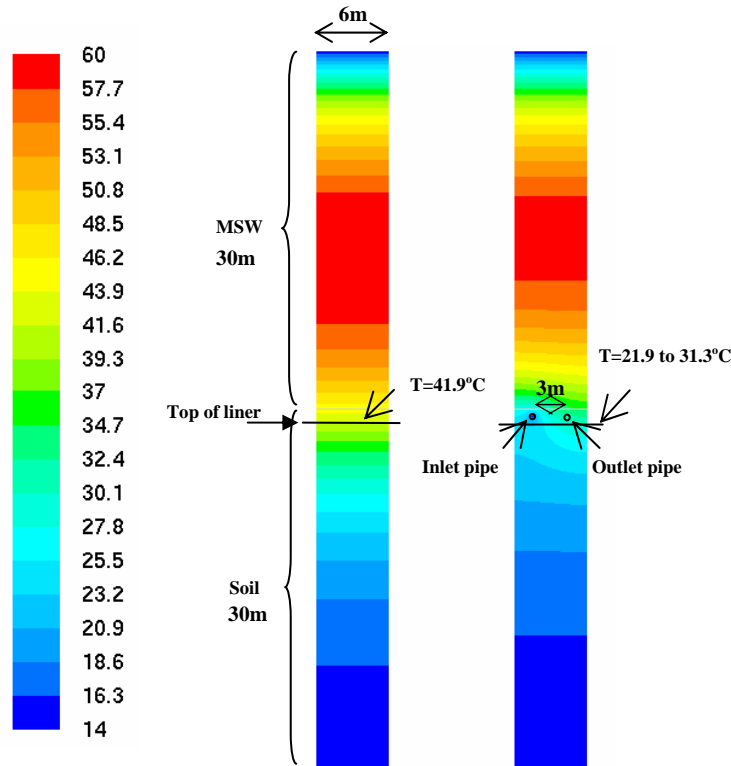 6m
60
57.7
55.4
53.1
50.8
48.5
46.2
43.9
41.6
39.3
37
34.7
32.4
30.1
27.8
25.5
23.2
20.9
18.6
16.3
14
MSW
30m
T=41.9°C
Top of liner
Soil
30m
T=21.9 to 31.3°C
3m
Inlet pipe
Outlet pipe